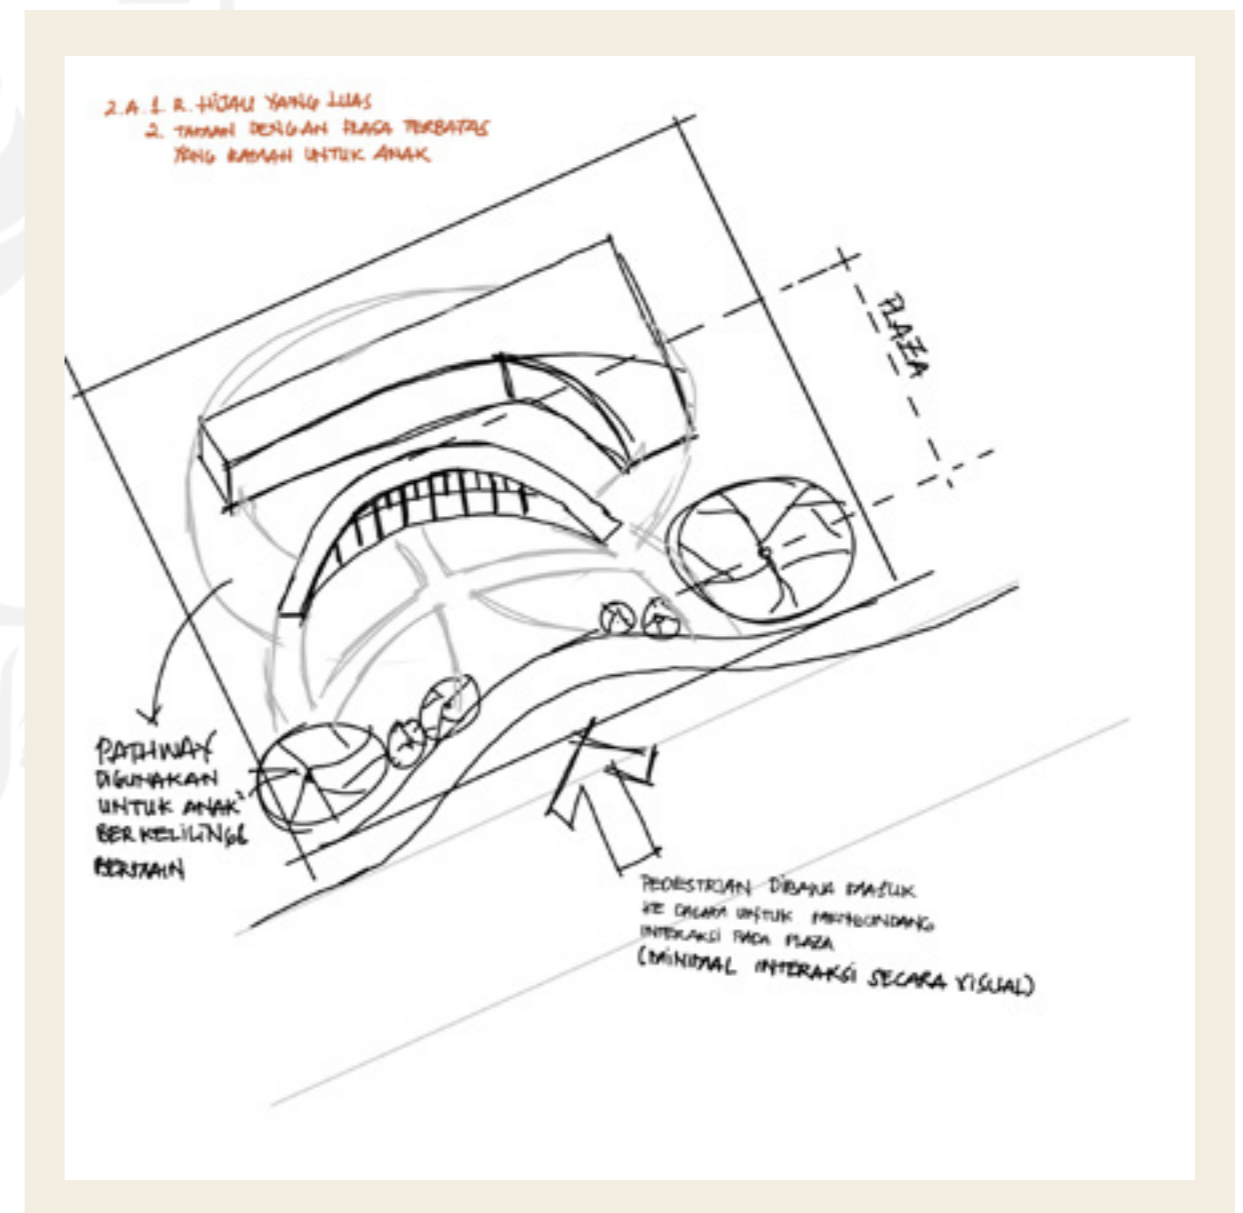 2.A.1 R. HIJAU YANG LUAS
2. TAMAN DENGAN PLASA TERBATAS
YANG RAMAH UNTUK ANAK
PLAZA
PATHWAY
DIGUNAKAN
UNTUK ANAK²
BERKELILING &
BERMAIN
PEDESTRIAN DIBAWA MASUK
KE DALAM UNTUK MENGUNDANG
INTERAKSI PADA PLAZA
(MINIMAL INTERAKSI SECARA VISUAL)